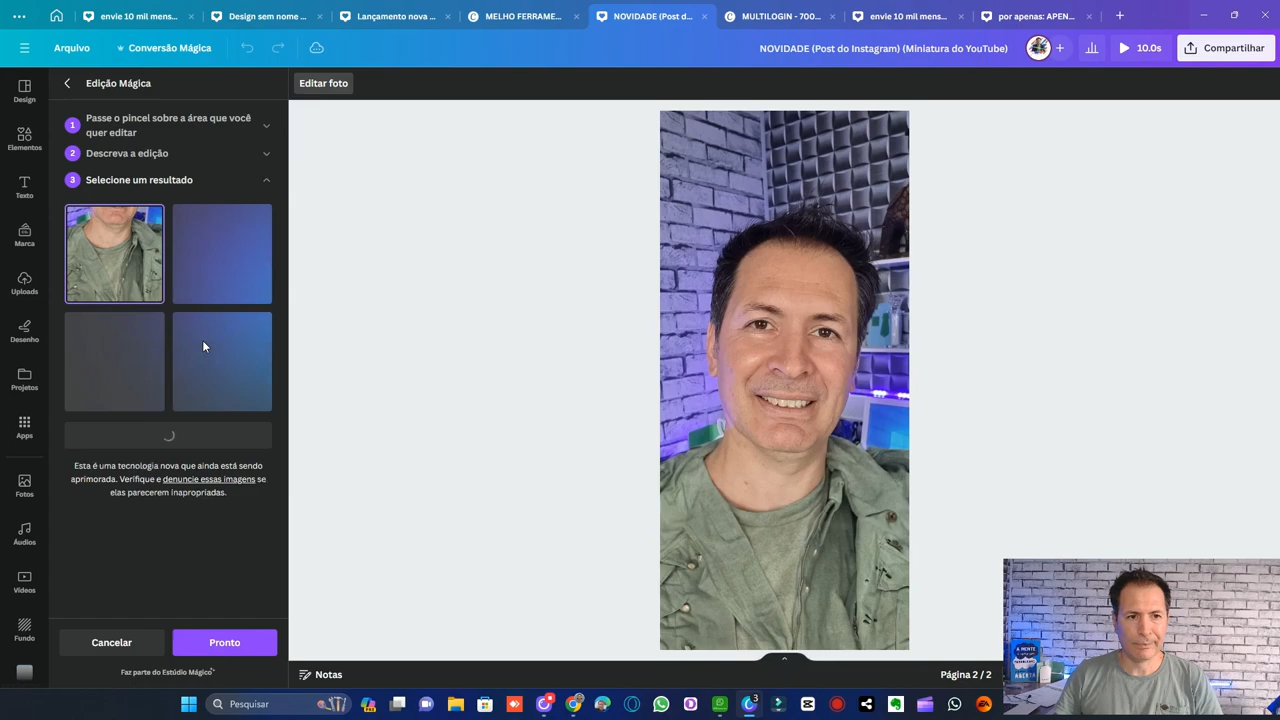 envie 10 mil mens...
Design sem nome
Lançamento nova ...
MELHO FERRAME...
NOVIDADE (Post d...
MULTILOGIN - 700...
envie 10 mil mens...
por apenas: APEN...
Arquivo
Conversão Mágica
NOVIDADE (Post do Instagram) (Miniatura do YouTube)
10.0s
Compartilhar
Design
Elementos
Texto
Marca
Uploads
Desenho
Projetos
Apps
Fotos
Áudios
Vídeos
Fundo
Edição Mágica
1 Passe o pincel sobre a área que você
quer editar
2 Descreva a edição
3 Selecione um resultado
Esta é uma tecnologia nova que ainda está sendo
aprimorada. Verifique e denuncie essas imagens se
elas parecerem inapropriadas.
Cancelar
Pronto
Faz parte do Estúdio Mágico
Editar foto
Notas
Página 2 / 2
A MENTE
ABERTA
Pesquisar
3